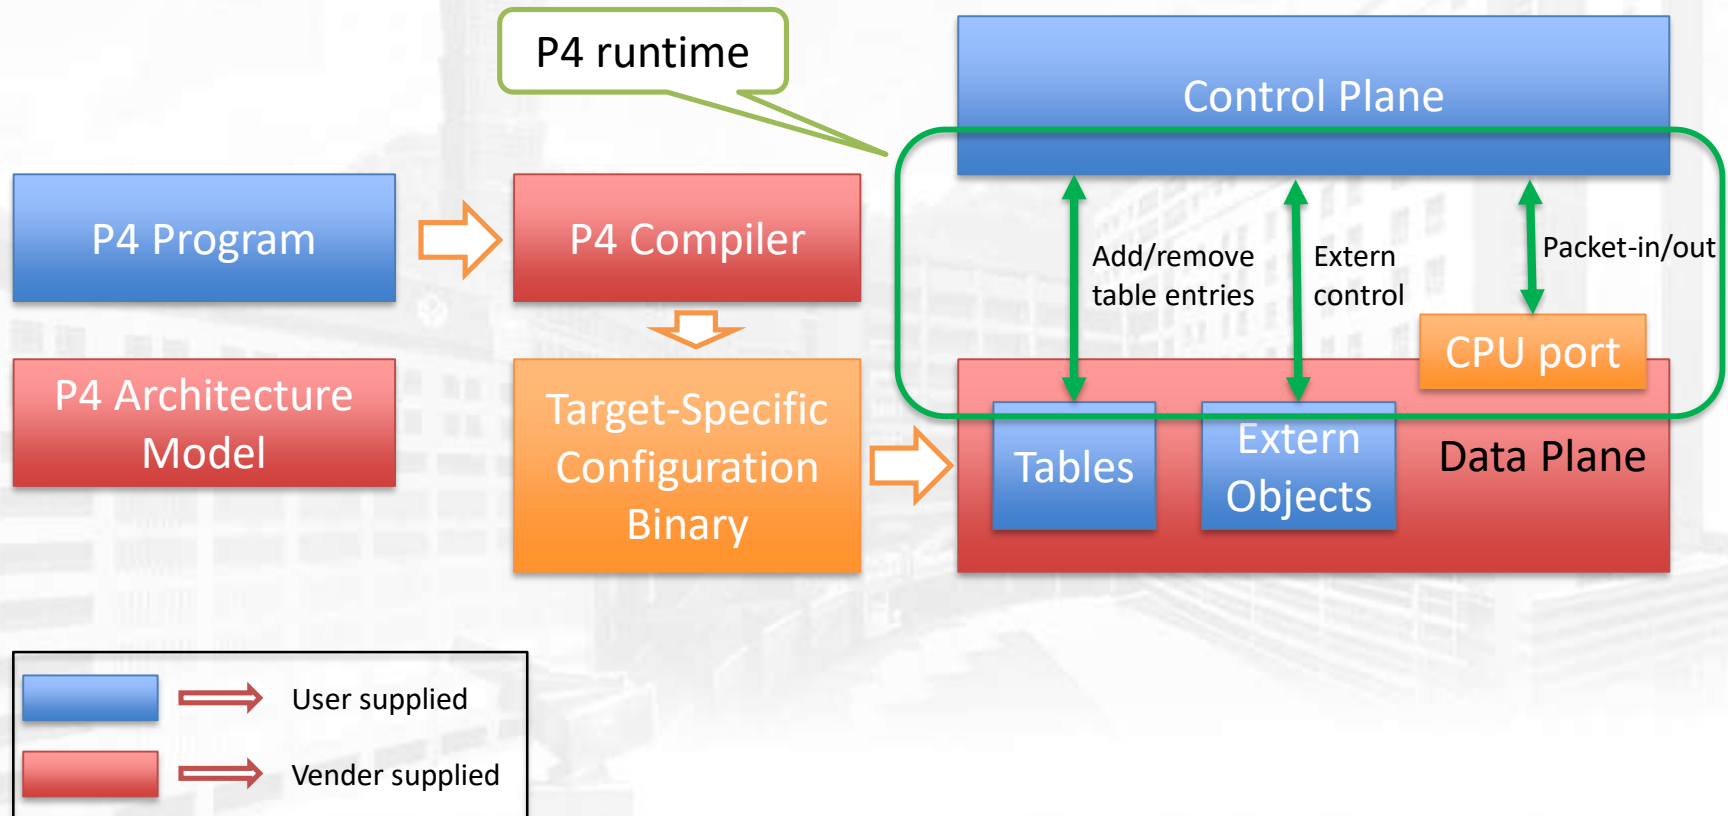 P4 runtime
Control Plane
P4 Program
P4 Compiler
Add/remove
table entries
Extern
control
Packet-in/out
CPU port
P4 Architecture
Model
Target-Specific
Configuration
Binary
Tables
Extern
Objects
Data Plane
User supplied
Vender supplied